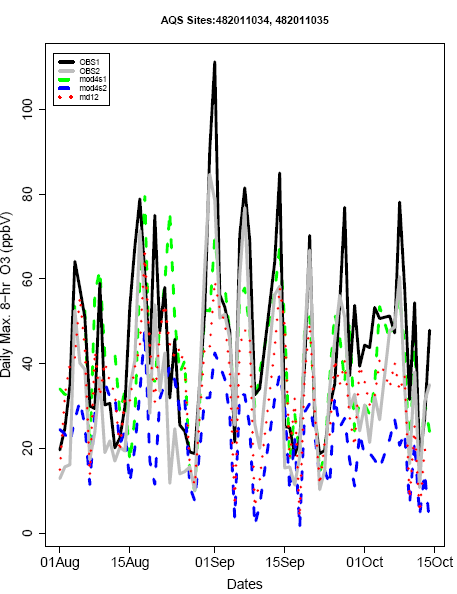 AQS Sites:482011034, 482011035
OBS1
OBS2
mod4s1
mod4s2
md12
Daily Max. 8-hr O3 (ppbV)
100
80
60
40
20
0
01Aug 15Aug 01Sep 15Sep 01Oct 15Oct
Dates